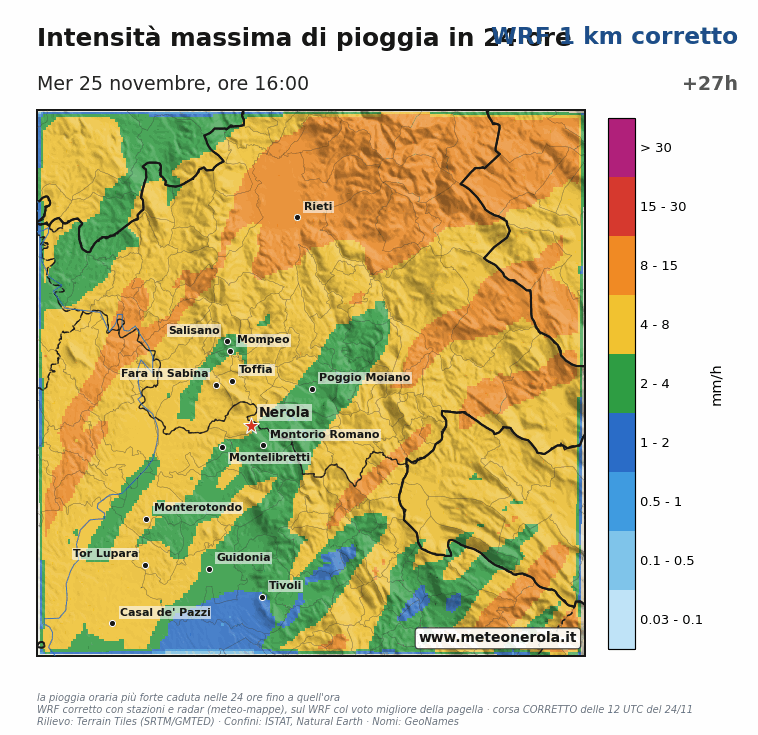 Intensità massima di pioggia in 24 ore
WRF 1 km corretto
Mer 25 novembre, ore 16:00
+27h
Rieti
Salisano
Mompeo
Fara in Sabina
Toffia
Poggio Moiano
Nerola
Montorio Romano
Montelibretti
Monterotondo
Tor Lupara
Guidonia
Tivoli
Casal de' Pazzi
www.meteonerola.it
> 30
15 - 30
8 - 15
4 - 8
2 - 4
1 - 2
0.5 - 1
0.1 - 0.5
0.03 - 0.1
mm/h
la pioggia oraria più forte caduta nelle 24 ore fino a quell'ora
WRF corretto con stazioni e radar (meteo-mappe), sul WRF col voto migliore della pagella · corsa CORRETTO delle 12 UTC del 24/11
Rilievo: Terrain Tiles (SRTM/GMTED) · Confini: ISTAT, Natural Earth · Nomi: GeoNames